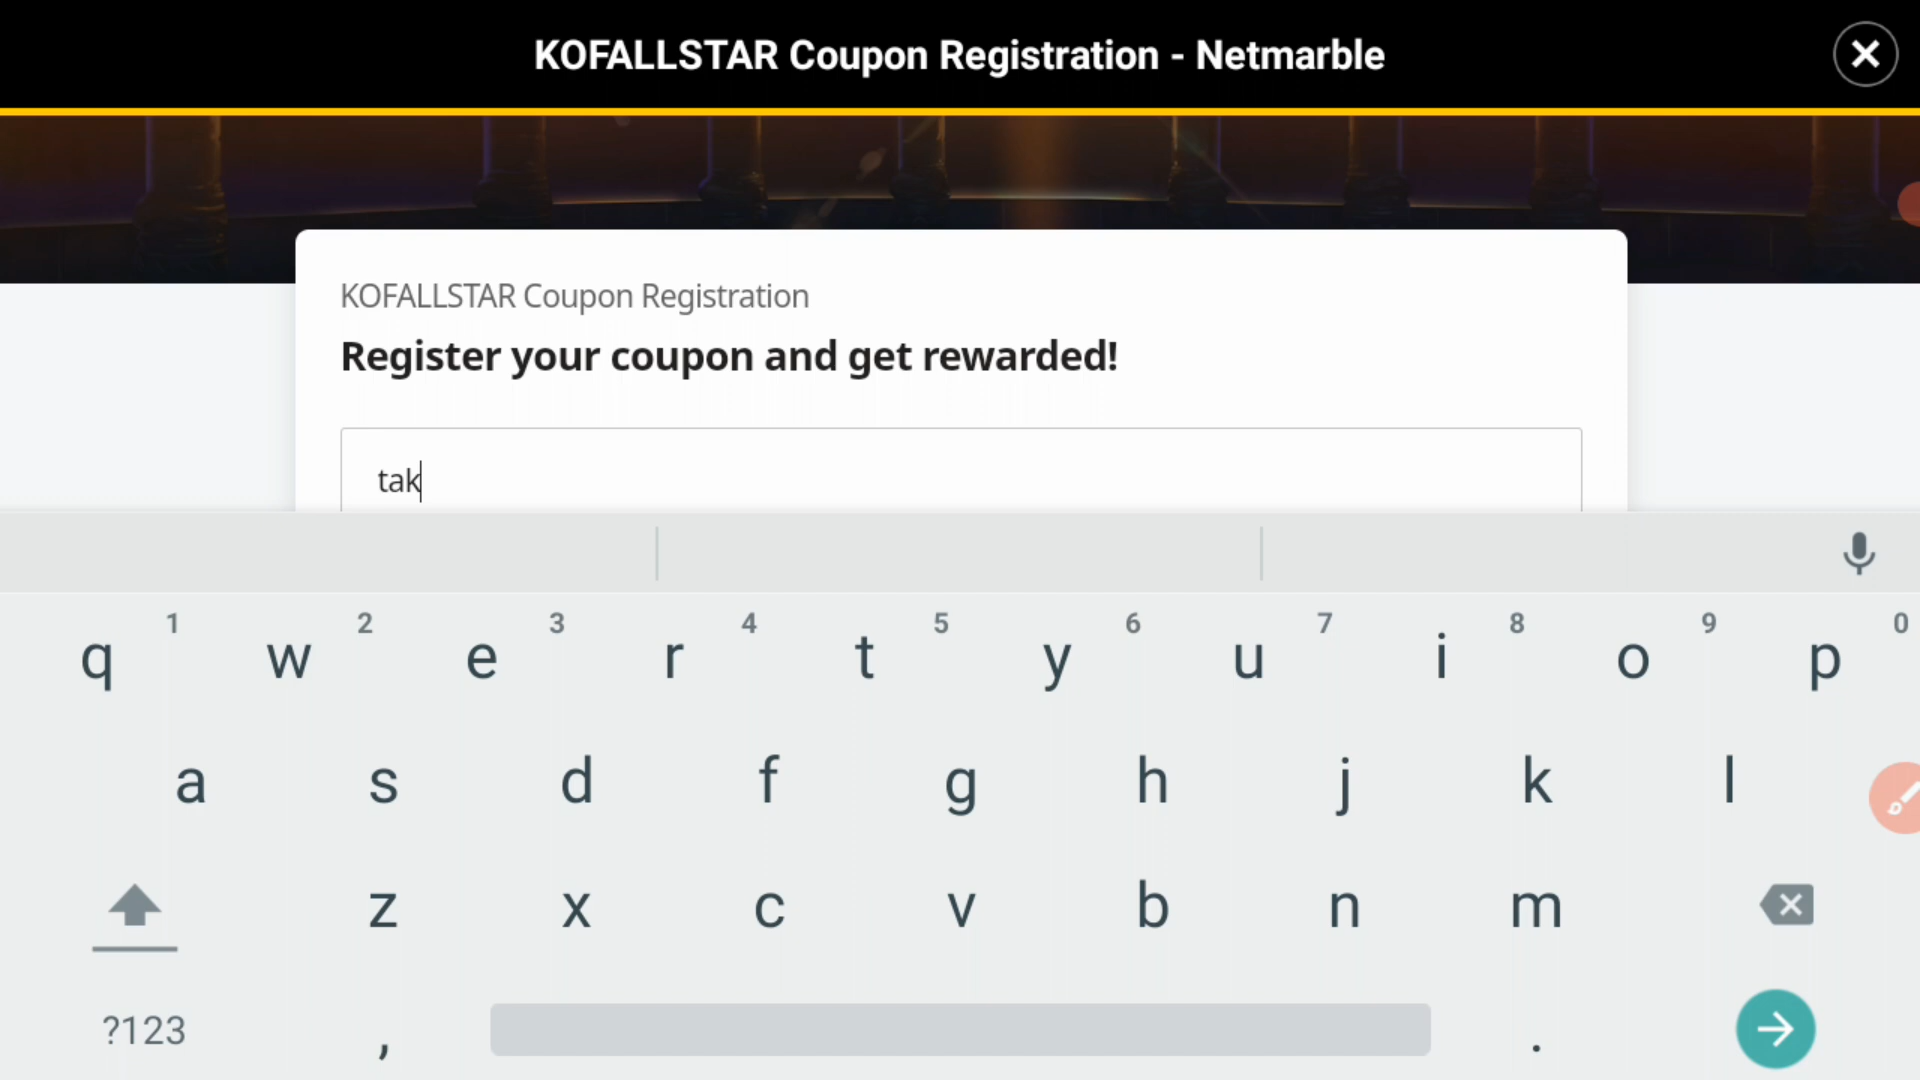 KOFALLSTAR Coupon Registration - Netmarble
KOFALLSTAR Coupon Registration
Register your coupon and get rewarded!
tak
1 2 3 4 5 6 7 8 9 0
q w e r t y u i o p
a s d f g h j k l
z x c v b n m
?123 , .